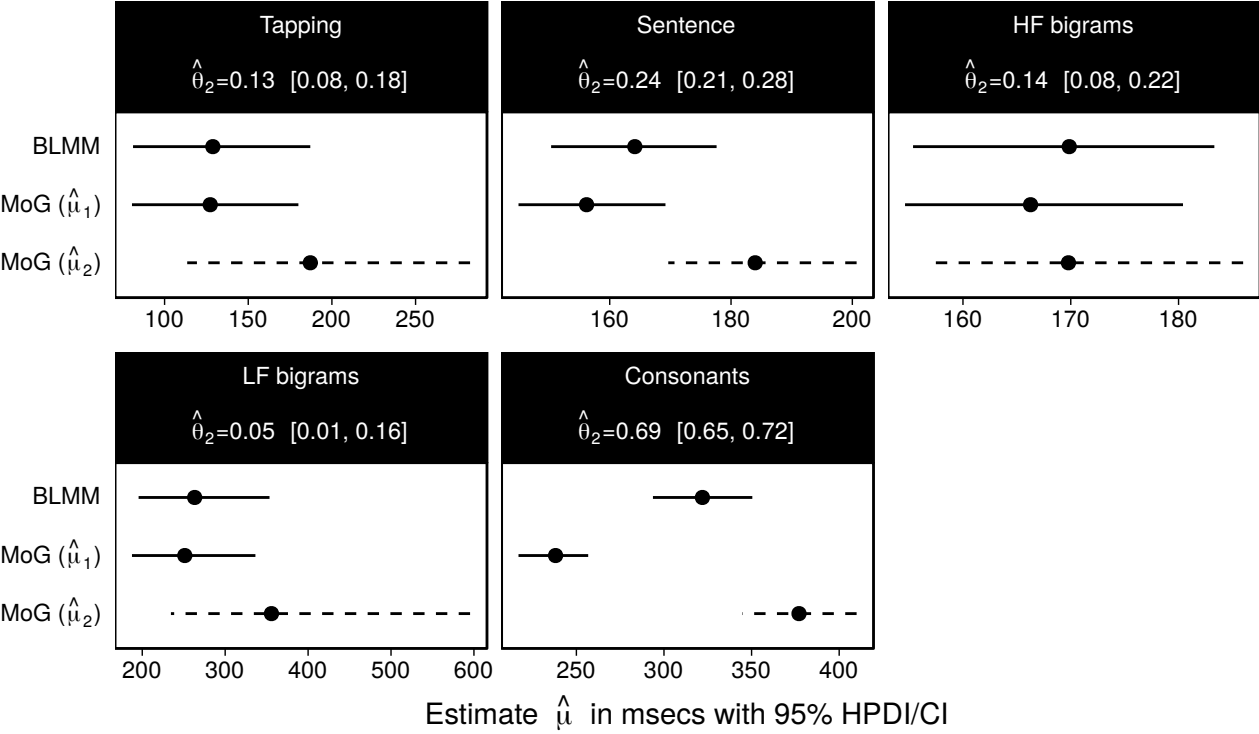 Tapping
θ̂₂=0.13 [0.08, 0.18]
Sentence
θ̂₂=0.24 [0.21, 0.28]
HF bigrams
θ̂₂=0.14 [0.08, 0.22]
BLMM
MoG (μ̂₁)
MoG (μ̂₂)
100 150 200 250
160 180 200
160 170 180
LF bigrams
θ̂₂=0.05 [0.01, 0.16]
Consonants
θ̂₂=0.69 [0.65, 0.72]
BLMM
MoG (μ̂₁)
MoG (μ̂₂)
200 300 400 500 600
250 300 350 400
Estimate μ̂ in msecs with 95% HPDI/CI